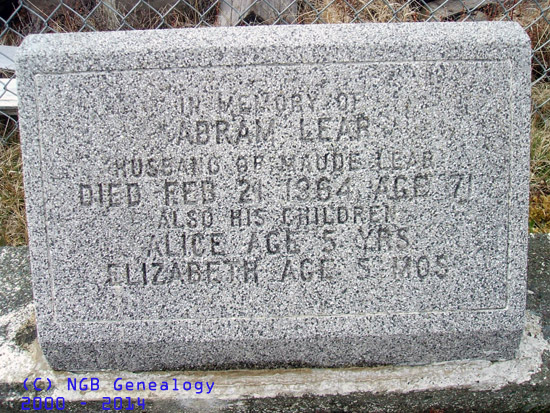 IN MEMORY OF
ABRAM LEAR
HUSBAND OF MAUDE LEAR
DIED FEB 21 1964 AGE 71
ALSO HIS CHILDREN
ALICE AGE 5 YRS
ELIZABETH AGE 5 MOS
(C) NGB Genealogy
2000 - 2014